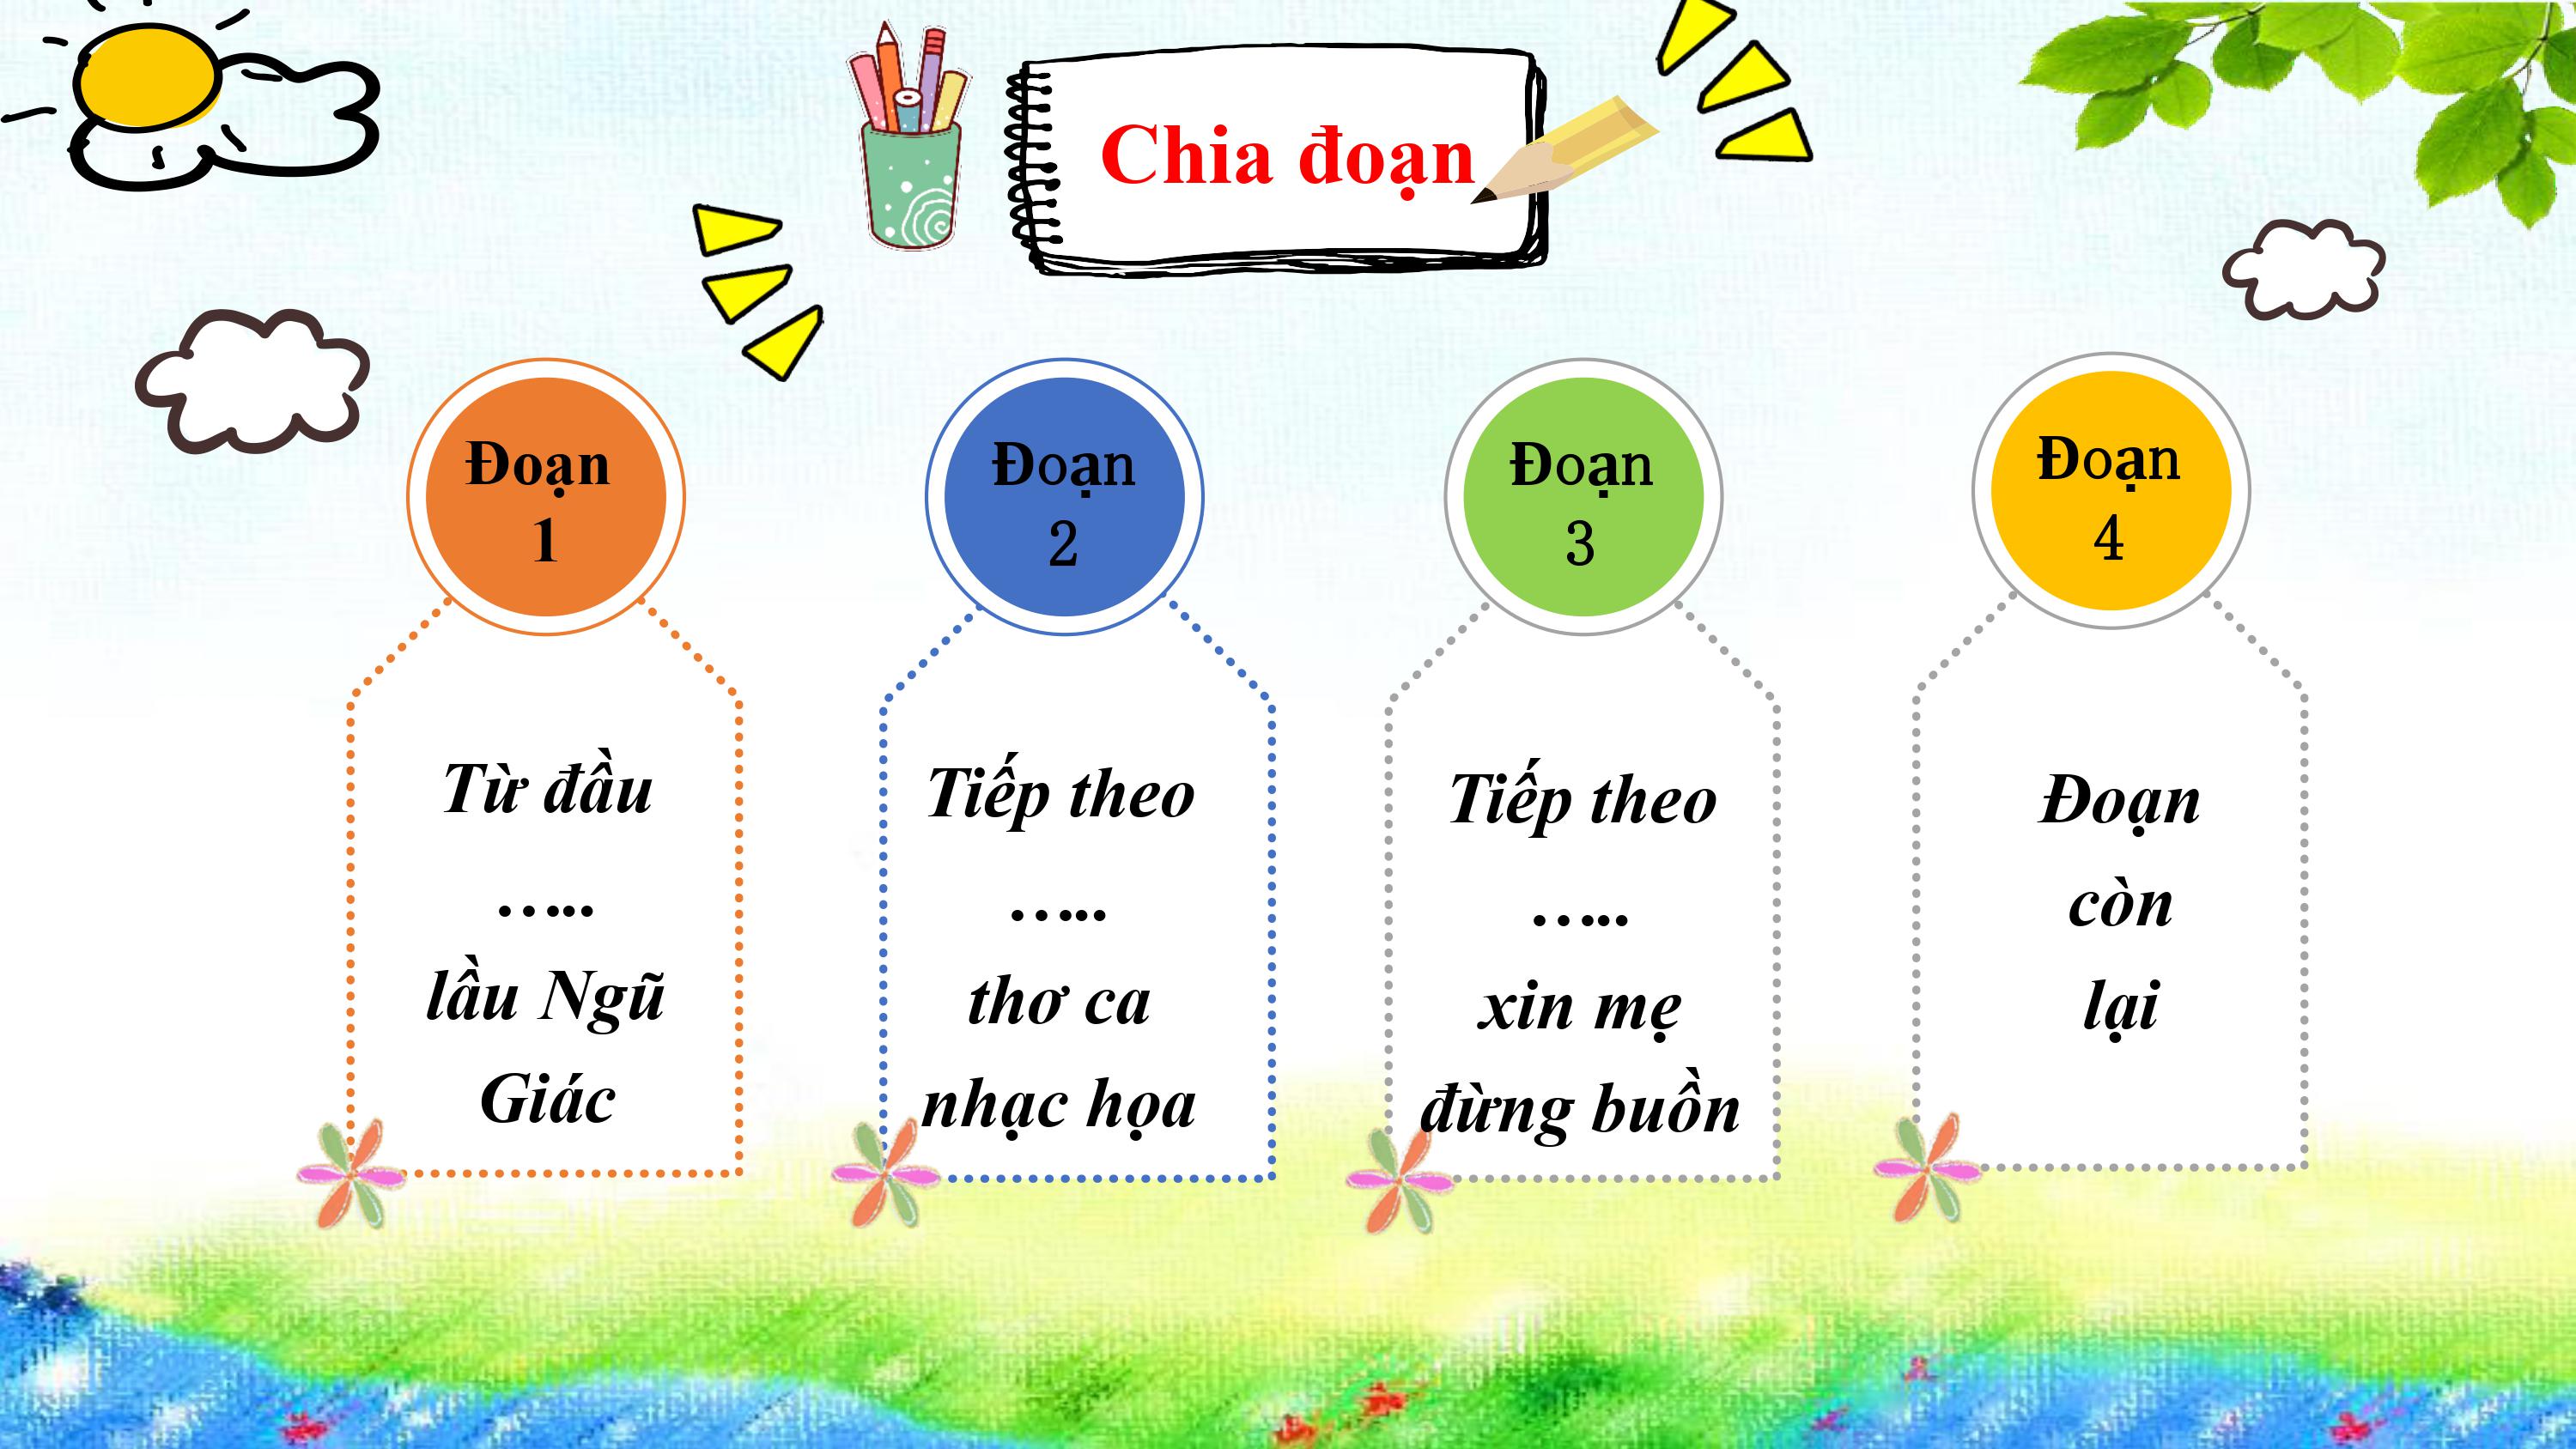 Chia đoạn
Đoạn
1
Từ đầu
…..
lầu Ngũ
Giác
Đoạn
2
Tiếp theo
…..
thơ ca
nhạc họa
Đoạn
3
Tiếp theo
…..
xin mẹ
đừng buồn
Đoạn
4
Đoạn
còn
lại